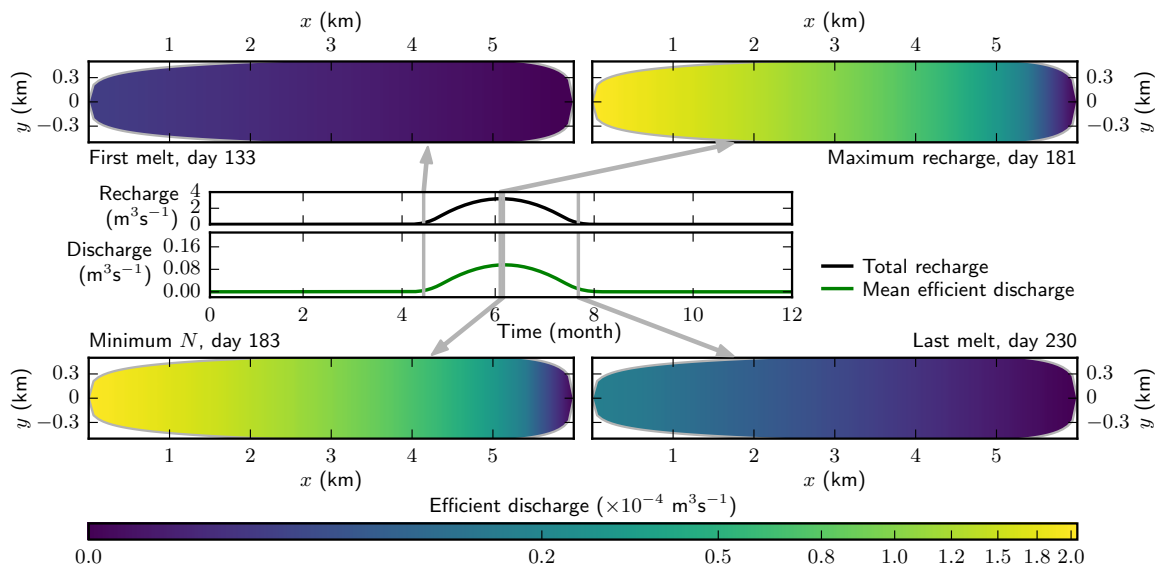 x (km) x (km)
1 2 3 4 5 1 2 3 4 5
y (km) 0.3 0 −0.3 0.3 0 −0.3 y (km)
First melt, day 133 Maximum recharge, day 181
Recharge (m³s⁻¹) 4 2 0
Discharge (m³s⁻¹) 0.16 0.08 0.00
Total recharge
Mean efficient discharge
0 2 4 6 8 10 12
Time (month)
Minimum N, day 183 Last melt, day 230
y (km) 0.3 0 −0.3 0.3 0 −0.3 y (km)
1 2 3 4 5 1 2 3 4 5
x (km) x (km)
Efficient discharge (×10⁻⁴ m³s⁻¹)
0.0 0.2 0.5 0.8 1.0 1.2 1.5 1.8 2.0